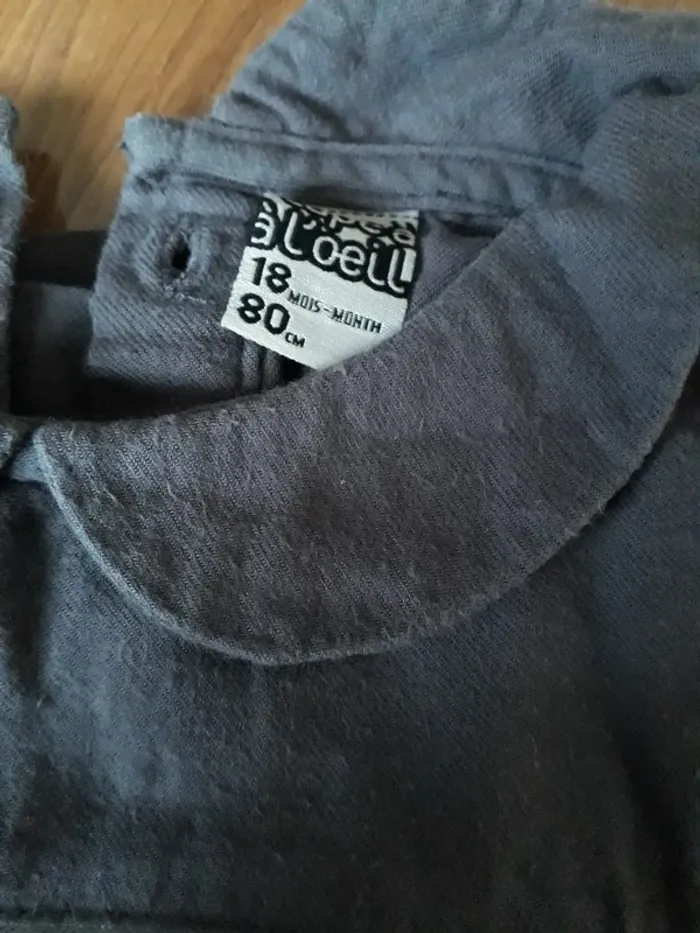 à l'oeil
18
MOIS-MONTH
80 CM